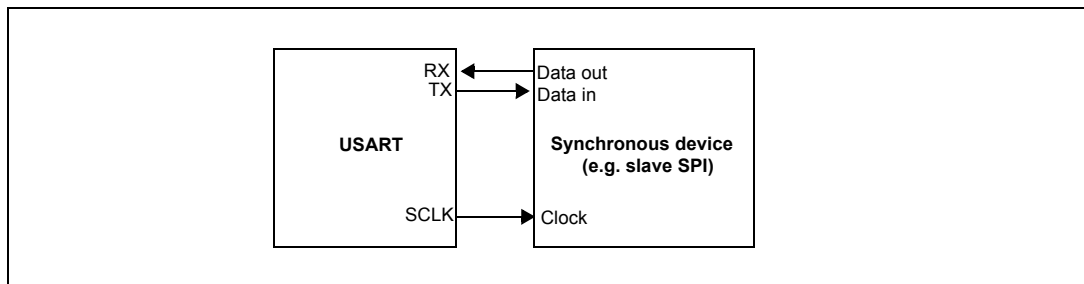 RX
TX
USART
SCLK
Data out
Data in
Synchronous device
(e.g. slave SPI)
Clock